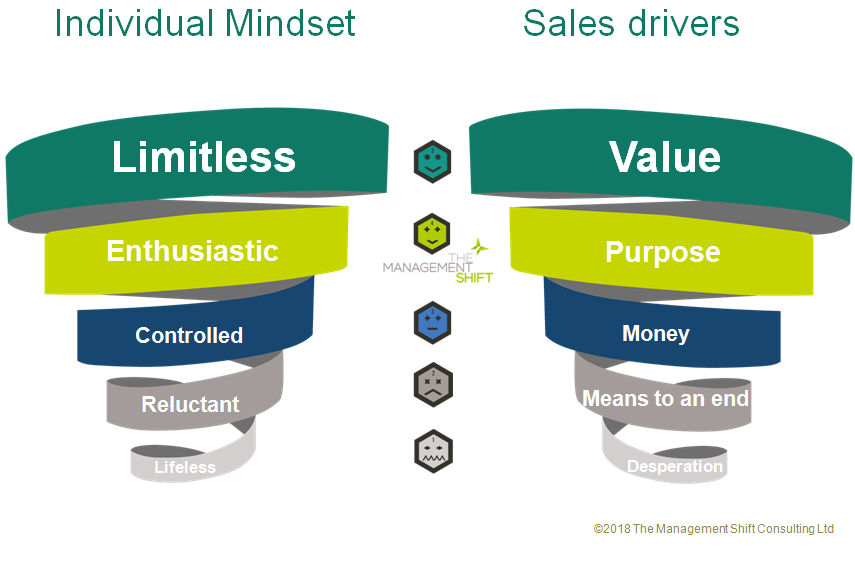 Individual Mindset
Sales drivers
Limitless
Value
Enthusiastic
Purpose
THE
MANAGEMENT
SHIFT
Controlled
Money
Reluctant
Means to an end
Lifeless
Desperation
©2018 The Management Shift Consulting Ltd